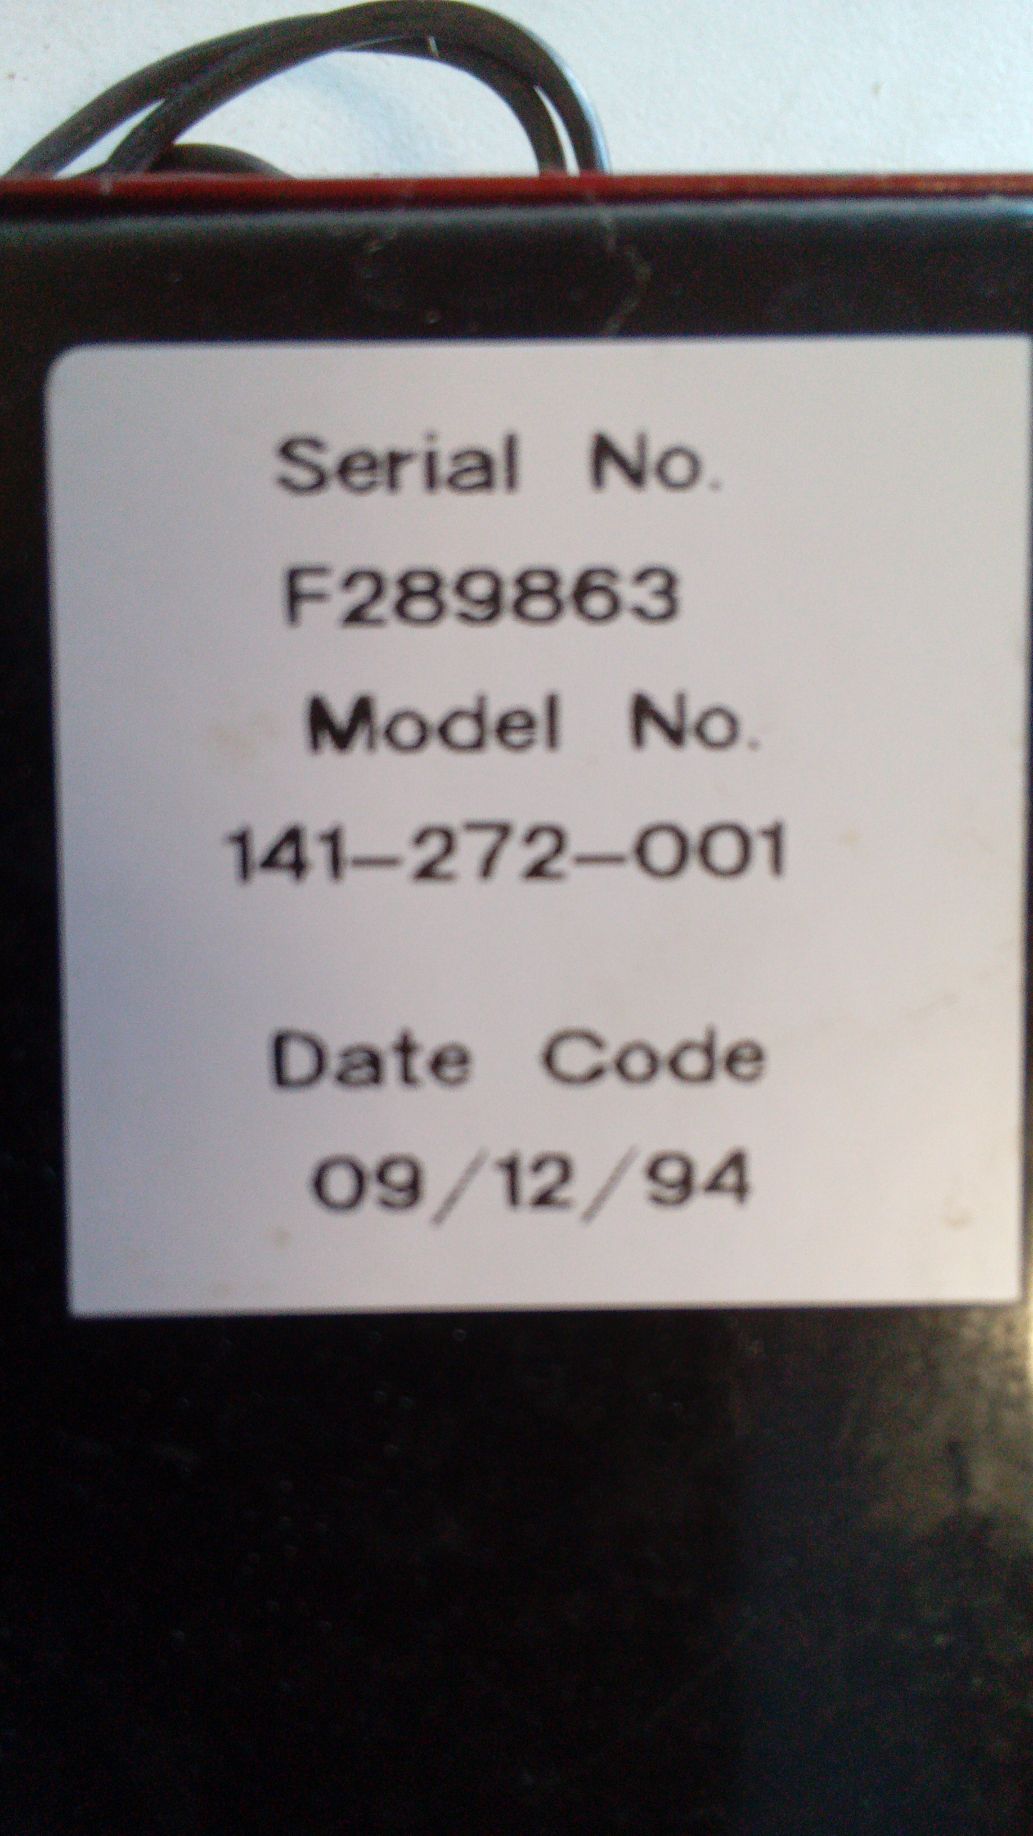 Serial No.
F289863
Model No.
141-272-001
Date Code
09/12/94